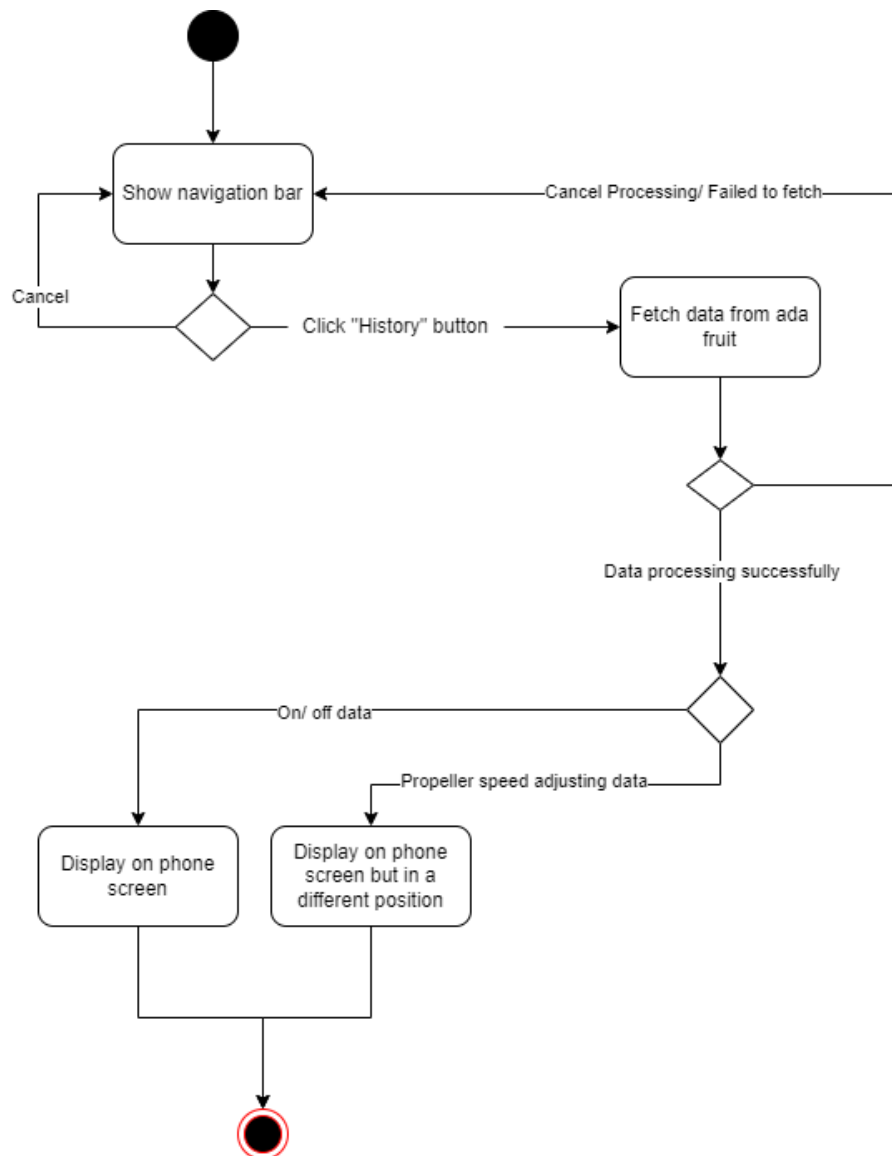 Show navigation bar
Cancel Processing/ Failed to fetch
Cancel
Click "History" button
Fetch data from ada
fruit
Data processing successfully
On/ off data
Propeller speed adjusting data
Display on phone
screen
Display on phone
screen but in a
different position